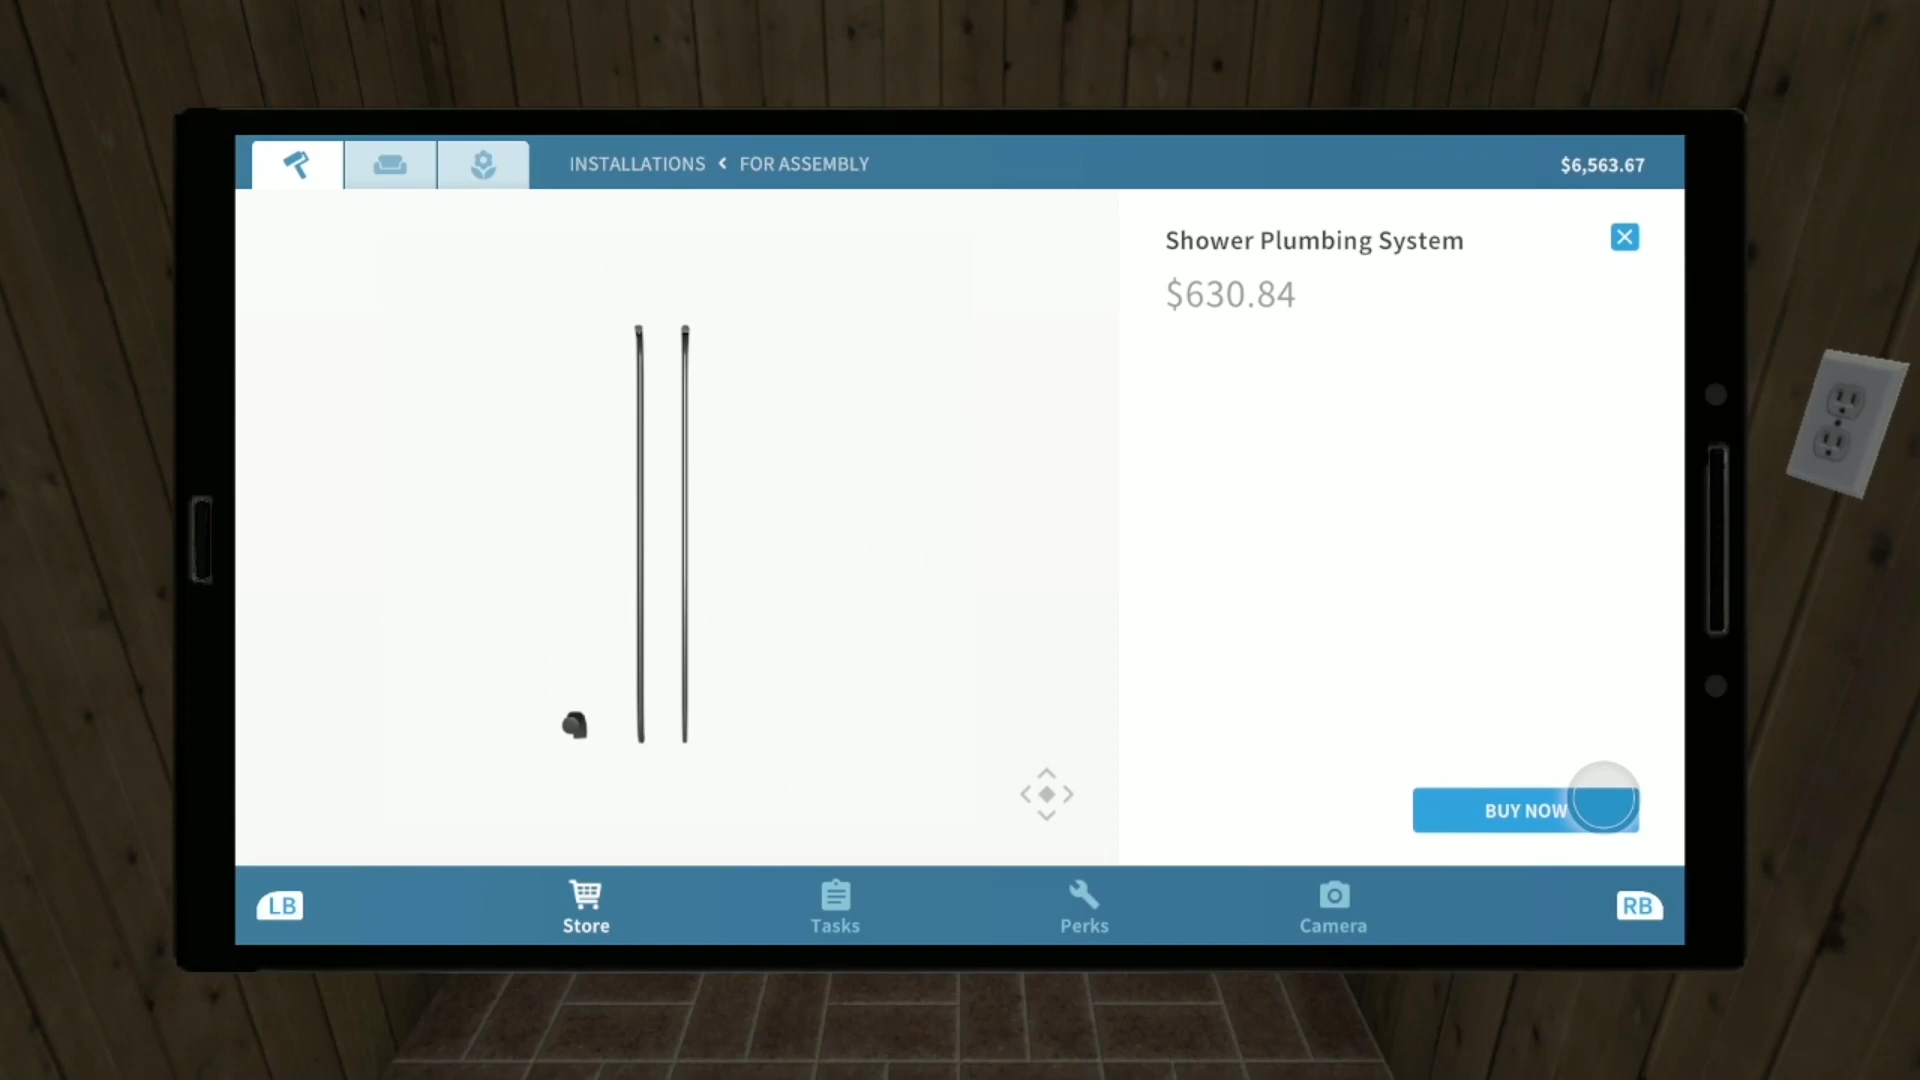 INSTALLATIONS < FOR ASSEMBLY
$6,563.67
Shower Plumbing System
$630.84
BUY NOW
LB
Store
Tasks
Perks
Camera
RB